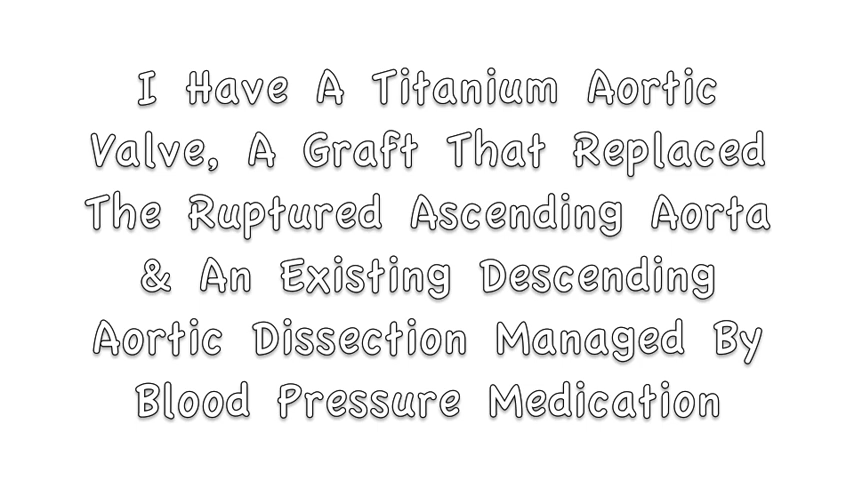 I Have A Titanium Aortic
Valve, A Graft That Replaced
The Ruptured Ascending Aorta
& An Existing Descending
Aortic Dissection Managed By
Blood Pressure Medication